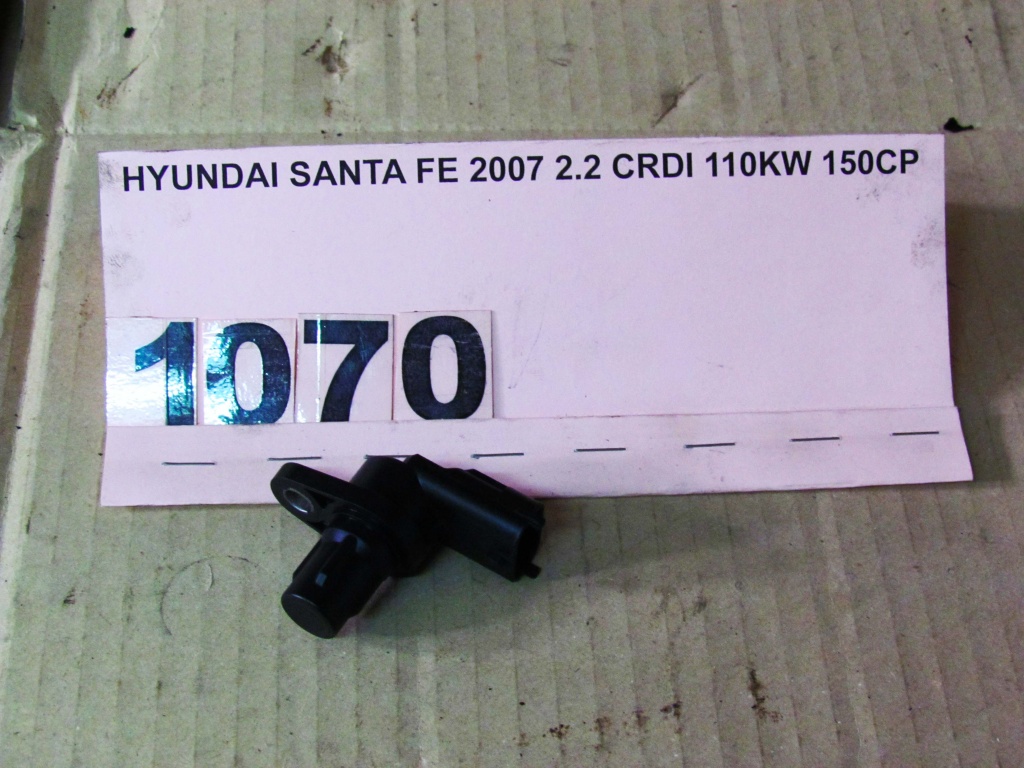 HYUNDAI SANTA FE 2007 2.2 CRDI 110KW 150CP
1070